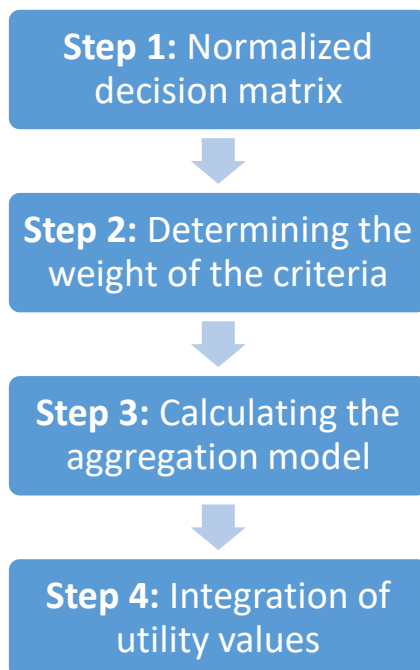 Step 1: Normalized
decision matrix
Step 2: Determining the
weight of the criteria
Step 3: Calculating the
aggregation model
Step 4: Integration of
utility values